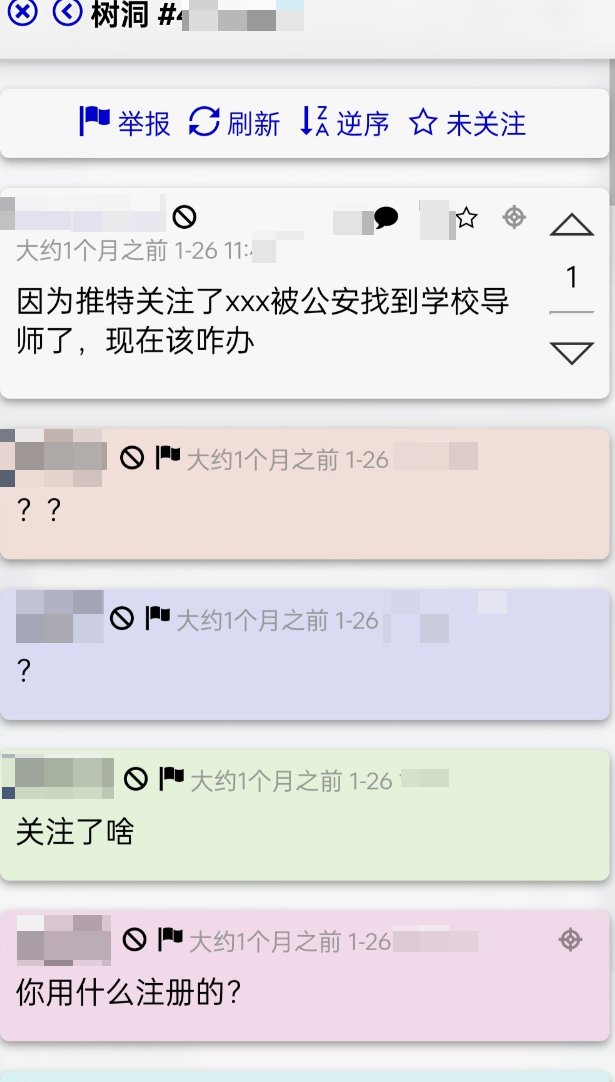 树洞 #4
举报 刷新 逆序 未关注
大约1个月之前 1-26 11:
因为推特关注了xxx被公安找到学校导
师了，现在该咋办
1
大约1个月之前 1-26
？？
大约1个月之前 1-26
？
大约1个月之前 1-26
关注了啥
大约1个月之前 1-26
你用什么注册的？